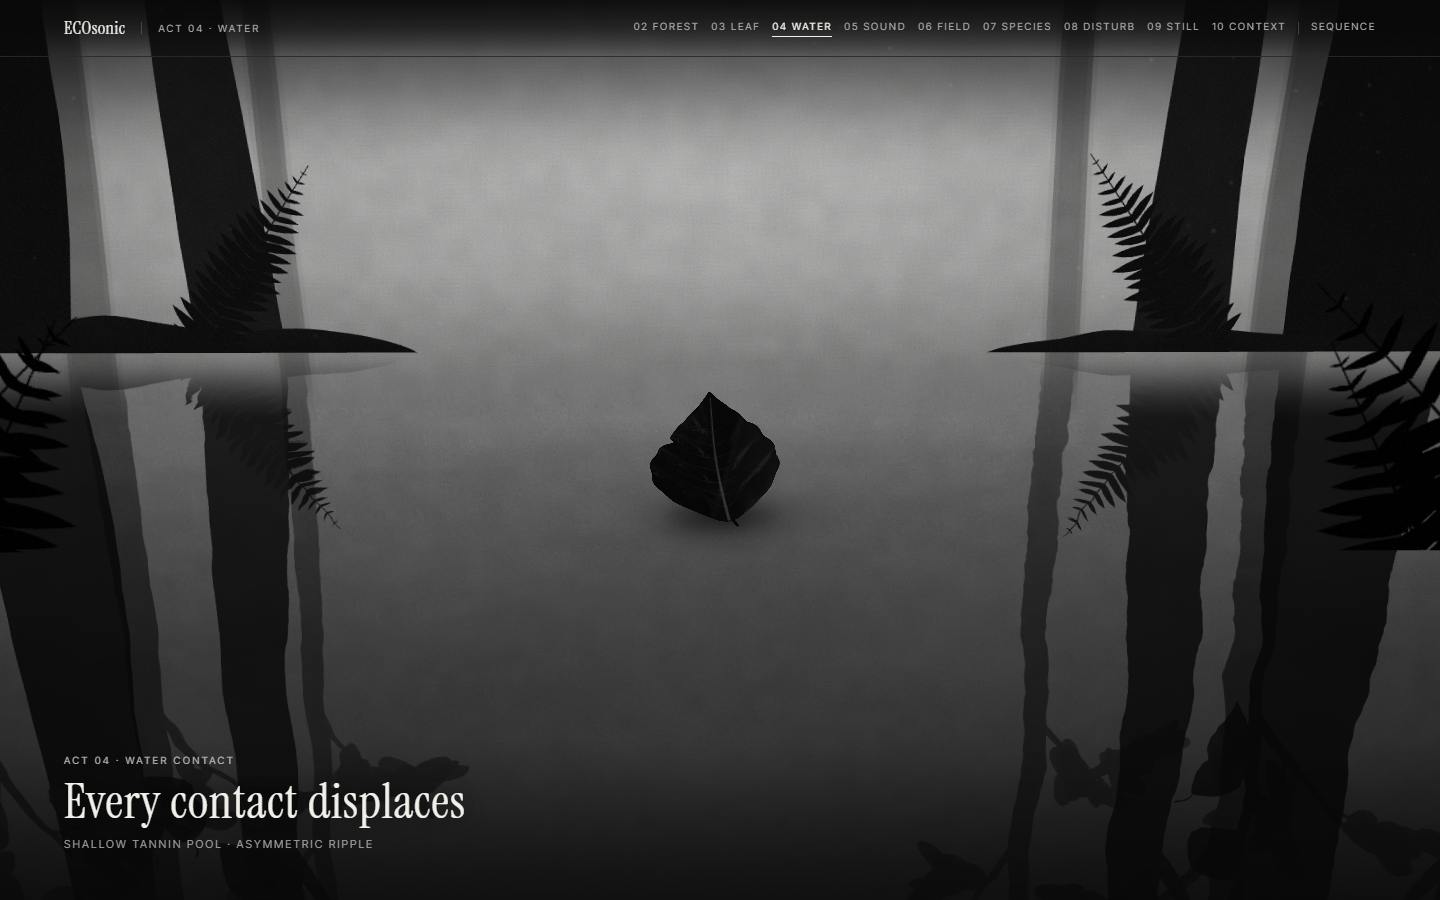 ECOsonic
ACT 04 · WATER
02 FOREST 03 LEAF 04 WATER 05 SOUND 06 FIELD 07 SPECIES 08 DISTURB 09 STILL 10 CONTEXT SEQUENCE
ACT 04 · WATER CONTACT
Every contact displaces
SHALLOW TANNIN POOL · ASYMMETRIC RIPPLE